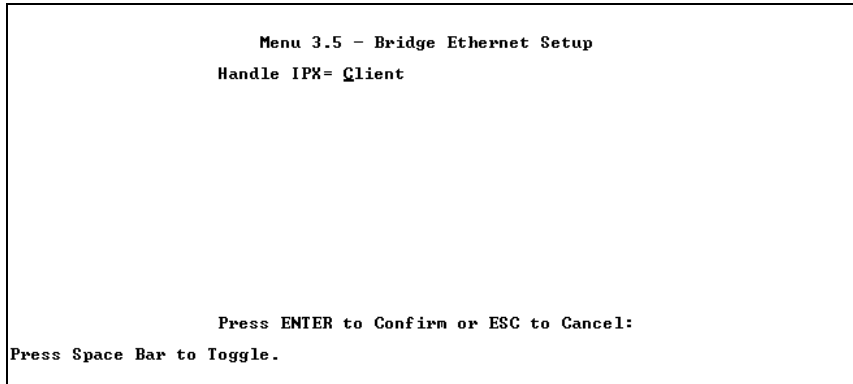 Menu 3.5 - Bridge Ethernet Setup
Handle IPX= Client
Press ENTER to Confirm or ESC to Cancel:
Press Space Bar to Toggle.